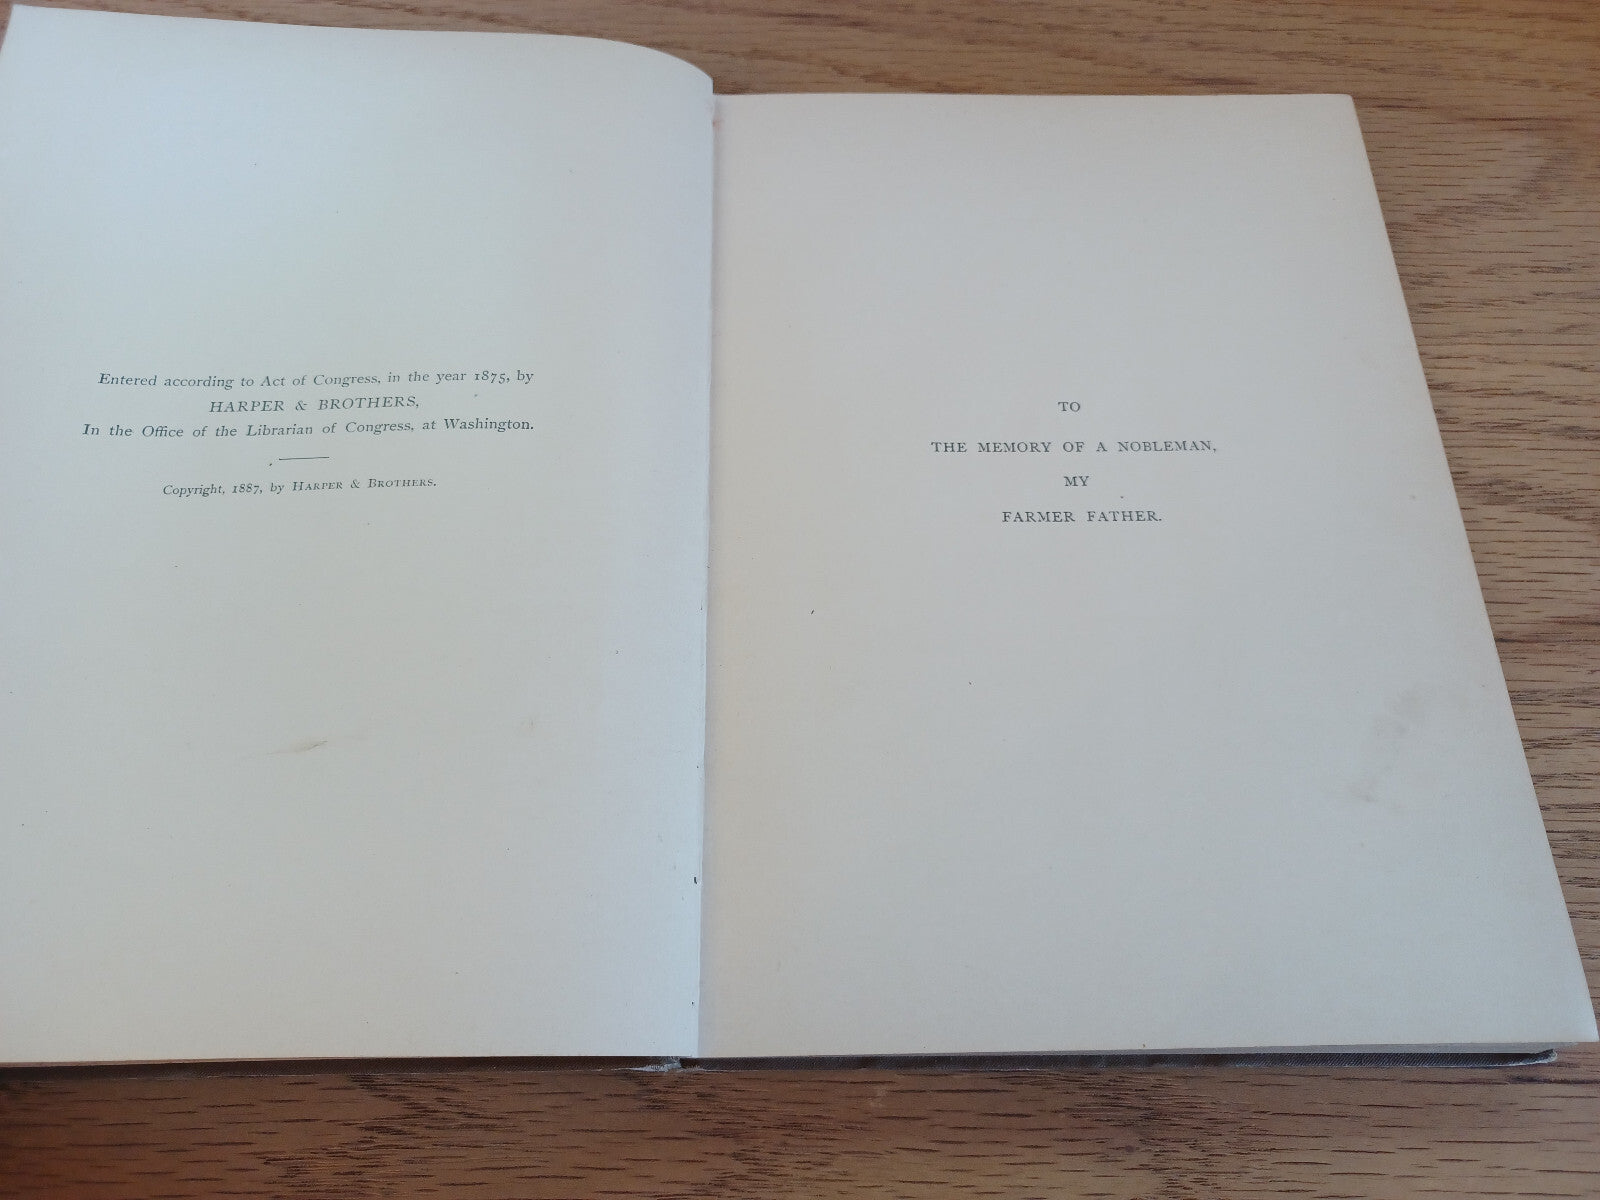 Entered according to Act of Congress, in the year 1875, by
HARPER & BROTHERS,
In the Office of the Librarian of Congress, at Washington.
Copyright, 1887, by HARPER & BROTHERS.
TO
THE MEMORY OF A NOBLEMAN,
MY
FARMER FATHER.